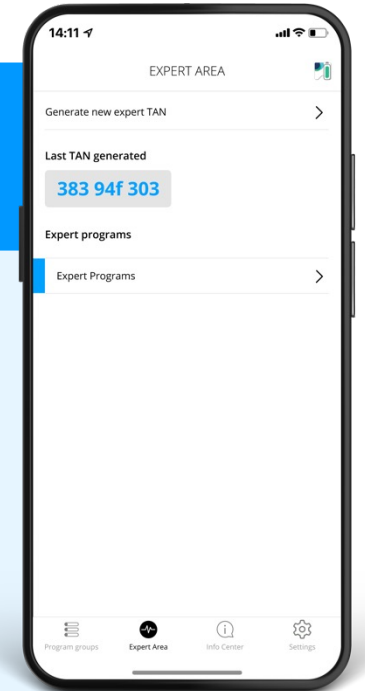 14:11
EXPERT AREA
Generate new expert TAN
Last TAN generated
383 94f 303
Expert programs
Expert Programs
Program groups
Expert Area
Info Center
Settings